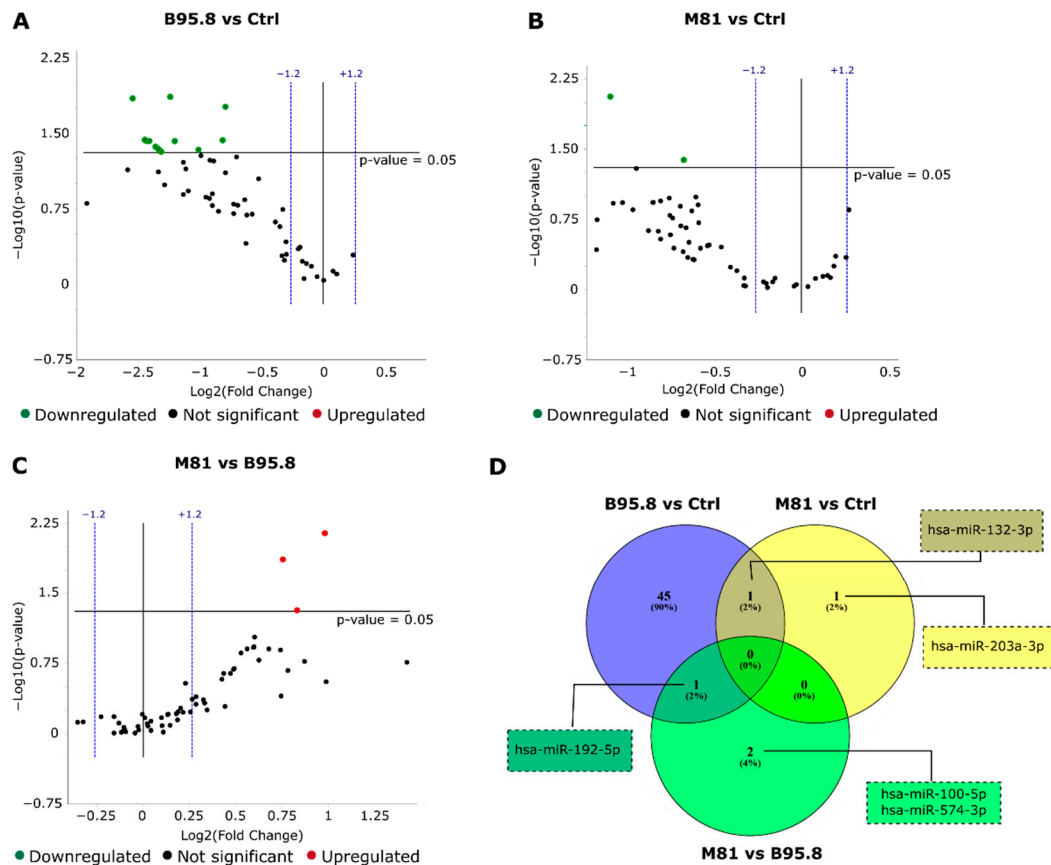 A
B95.8 vs Ctrl
2.25
1.50
0.75
0
−0.75
−Log10(p-value)
−1.2
+1.2
p-value = 0.05
−2
−2.5
−1
−0.5
0
0.5
Log2(Fold Change)
Downregulated
Not significant
Upregulated
B
M81 vs Ctrl
2.25
1.50
0.75
0
−0.75
−Log10(p-value)
−1.2
+1.2
p-value = 0.05
−1
−0.5
0
0.5
Log2(Fold Change)
Downregulated
Not significant
Upregulated
C
M81 vs B95.8
2.25
1.5
0.75
0
−0.75
−Log10(p-value)
−1.2
+1.2
p-value = 0.05
−0.25
0
0.25
0.5
0.75
1
1.25
Log2(Fold Change)
Downregulated
Not significant
Upregulated
D
B95.8 vs Ctrl
M81 vs Ctrl
hsa-miR-132-3p
45
(90%)
1
(2%)
1
(2%)
hsa-miR-203a-3p
0
(0%)
1
(2%)
0
(0%)
hsa-miR-192-5p
2
(4%)
hsa-miR-100-5p
hsa-miR-574-3p
M81 vs B95.8